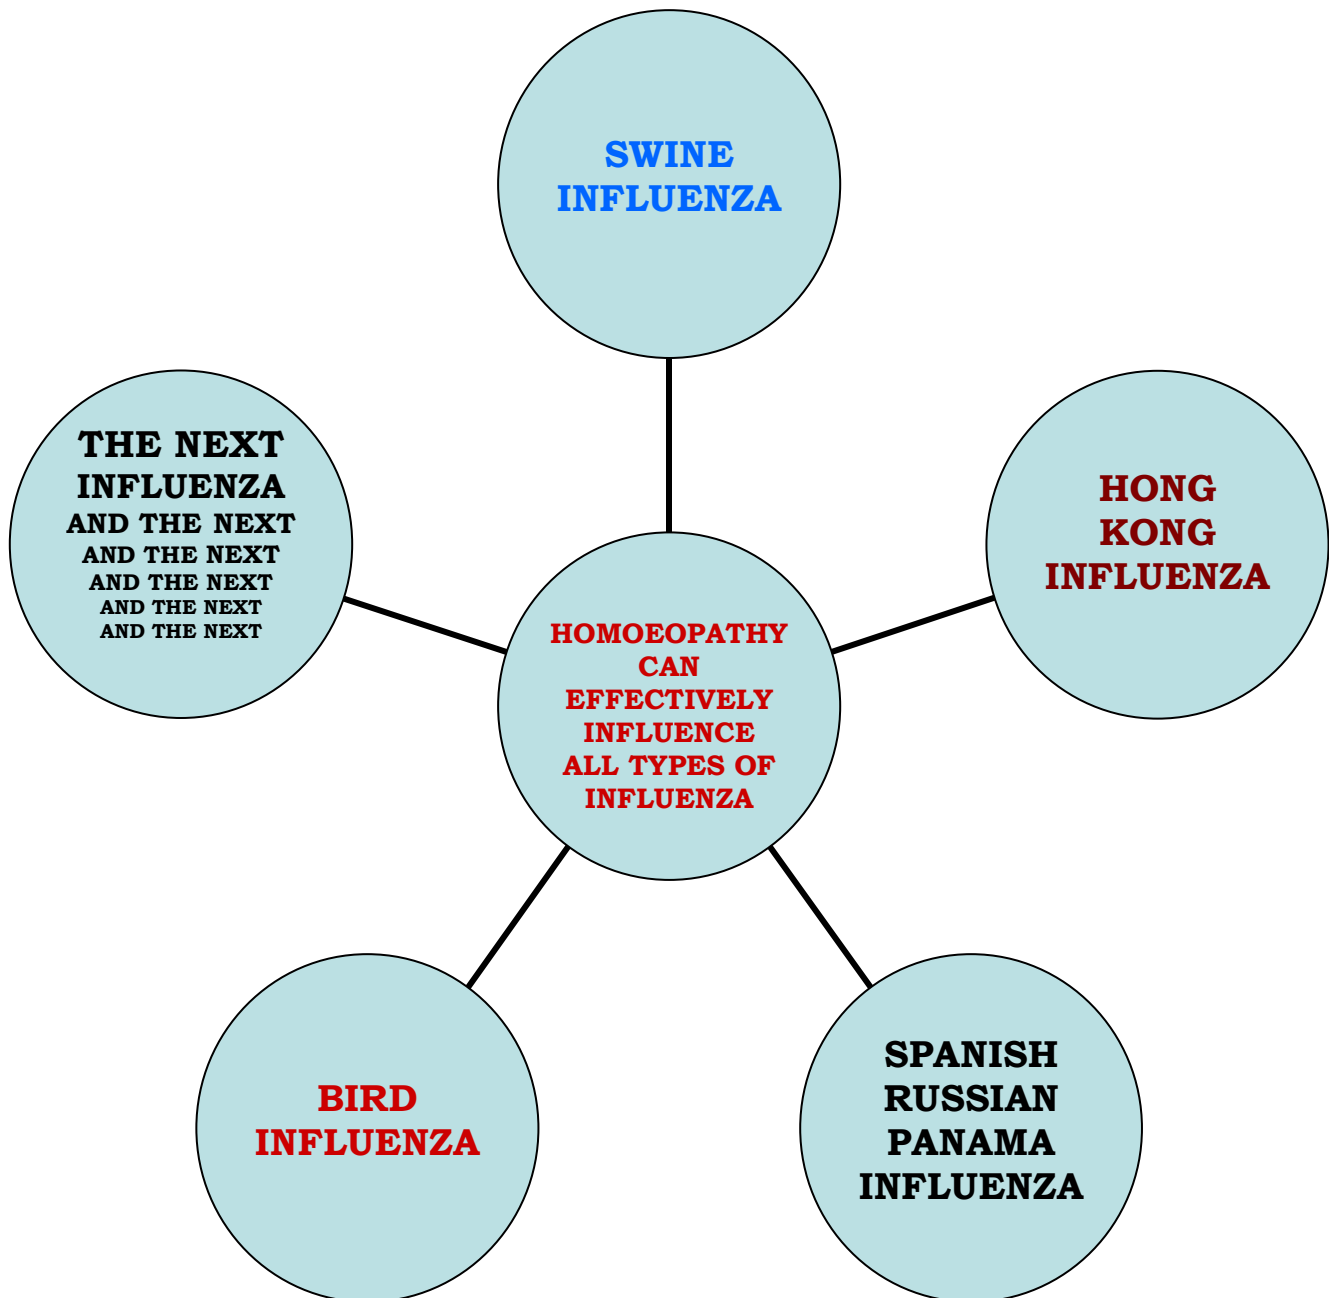 SWINE
INFLUENZA
THE NEXT
INFLUENZA
AND THE NEXT
AND THE NEXT
AND THE NEXT
AND THE NEXT
AND THE NEXT
HONG
KONG
INFLUENZA
HOMOEOPATHY
CAN
EFFECTIVELY
INFLUENCE
ALL TYPES OF
INFLUENZA
BIRD
INFLUENZA
SPANISH
RUSSIAN
PANAMA
INFLUENZA